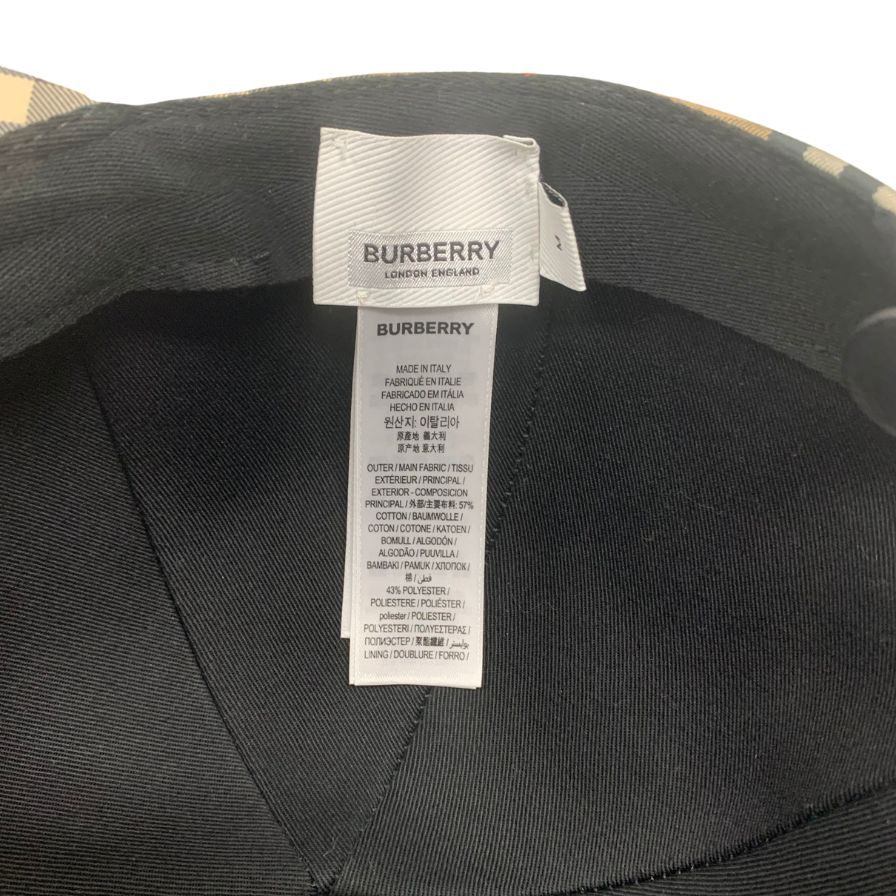 BURBERRY
LONDON ENGLAND
M
BURBERRY
MADE IN ITALY
FABRIQUÉ EN ITALIE
FABRICADO EM ITÁLIA
HECHO EN ITALIA
원산지: 이탈리아
原產地 義大利
原产地 意大利
OUTER / MAIN FABRIC / TISSU
EXTÉRIEUR / PRINCIPAL /
EXTERIOR - COMPOSICION
PRINCIPAL / 外部/主要布料: 57%
COTTON / BAUMWOLLE /
COTON / COTONE / KATOEN /
BOMULL / ALGODÓN /
ALGODÃO / PUUVILLA /
BAMBAKI / PAMUK / ХЛОПОК /
棉 / قطن /
43% POLYESTER /
POLIESTERE / POLIÉSTER /
poliester / POLIESTER /
POLYESTERI / ΠΟΛΥΕΣΤΕΡΑΣ /
ПОЛИЭСТЕР / 聚酯纖維 / بوليستر /
LINING / DOUBLURE / FORRO /